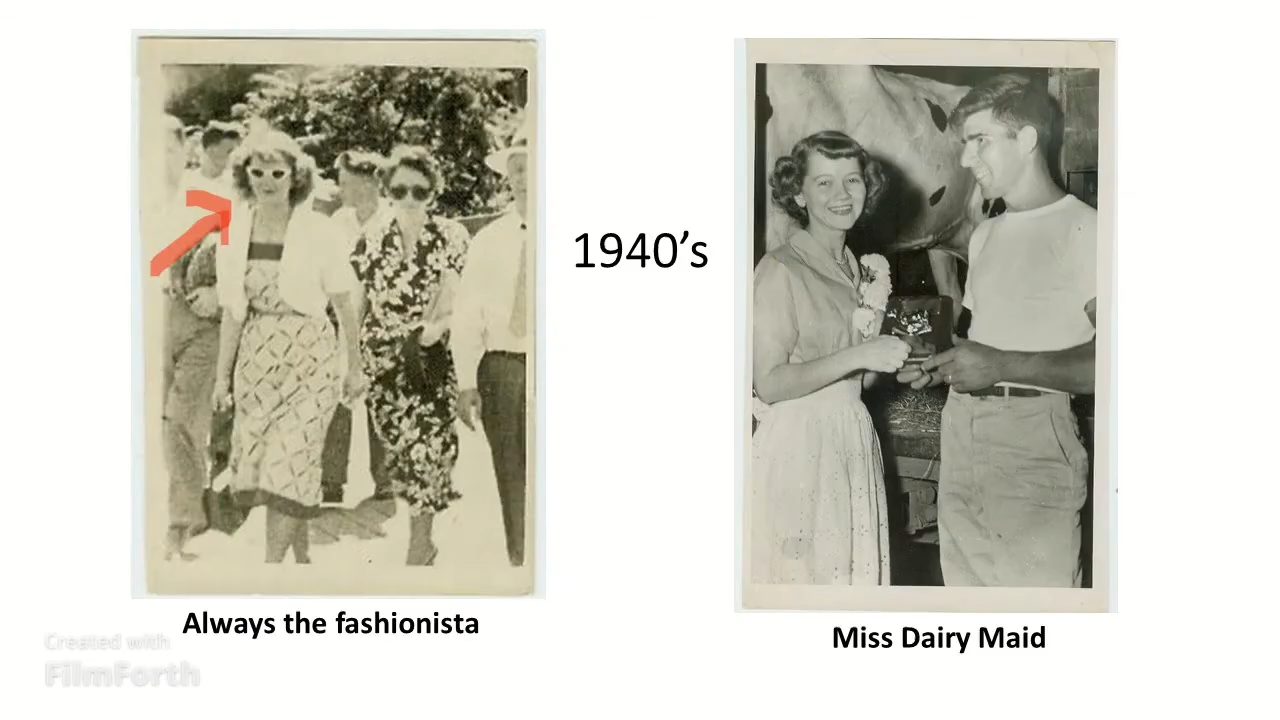 1940’s
Always the fashionista
Miss Dairy Maid
Created with
FilmForth